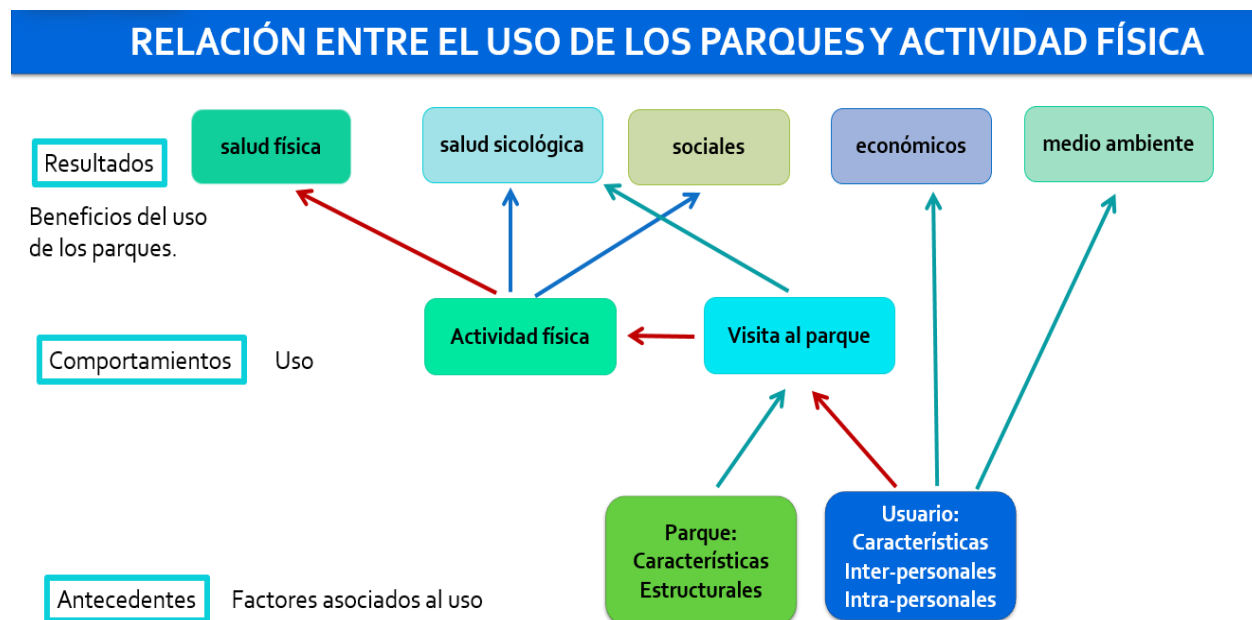 RELACIÓN ENTRE EL USO DE LOS PARQUES Y ACTIVIDAD FÍSICA
Resultados
salud física
salud sicológica
sociales
económicos
medio ambiente
Beneficios del uso
de los parques.
Comportamientos
Uso
Actividad física
Visita al parque
Antecedentes
Factores asociados al uso
Parque:
Características
Estructurales
Usuario:
Características
Inter-personales
Intra-personales